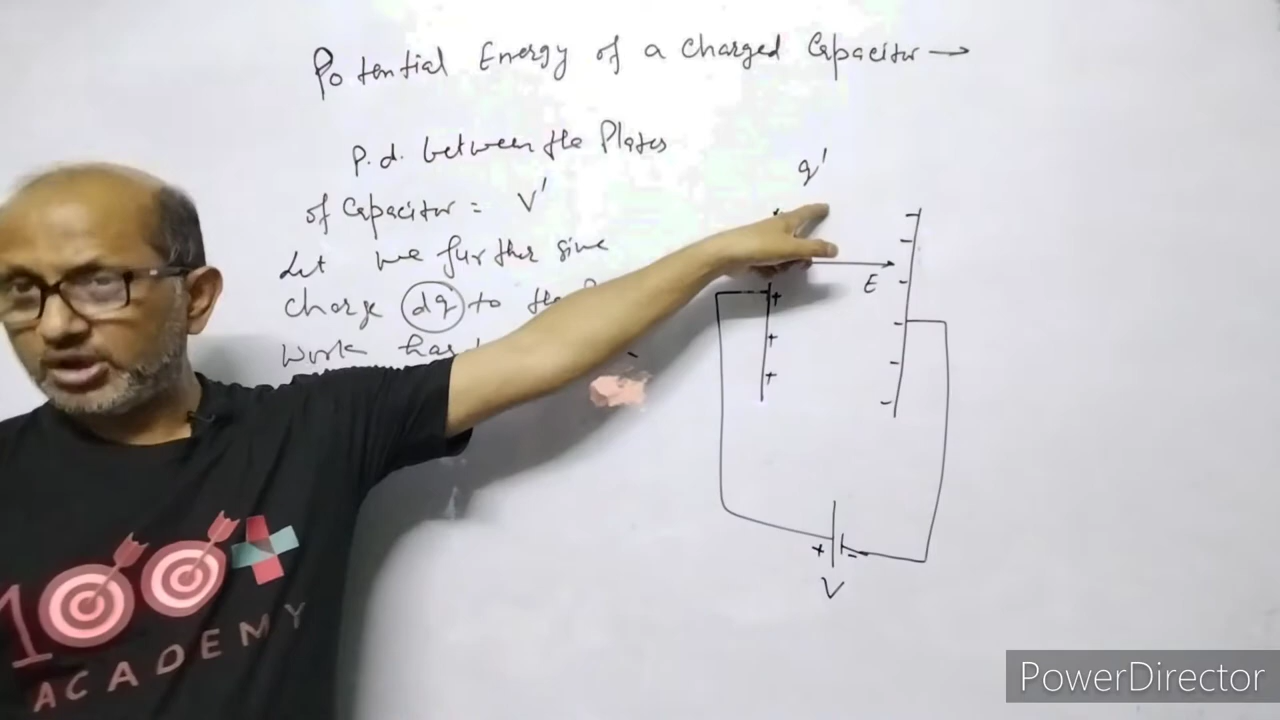 Potential Energy of a Charged Capacitor →
P.d. between the Plates
of Capacitor = V'
Let we further give
charge dq to the
Work
q'
E
+
+
+
-
-
-
-
-
-
+
-
V
100+
ACADEMY
PowerDirector